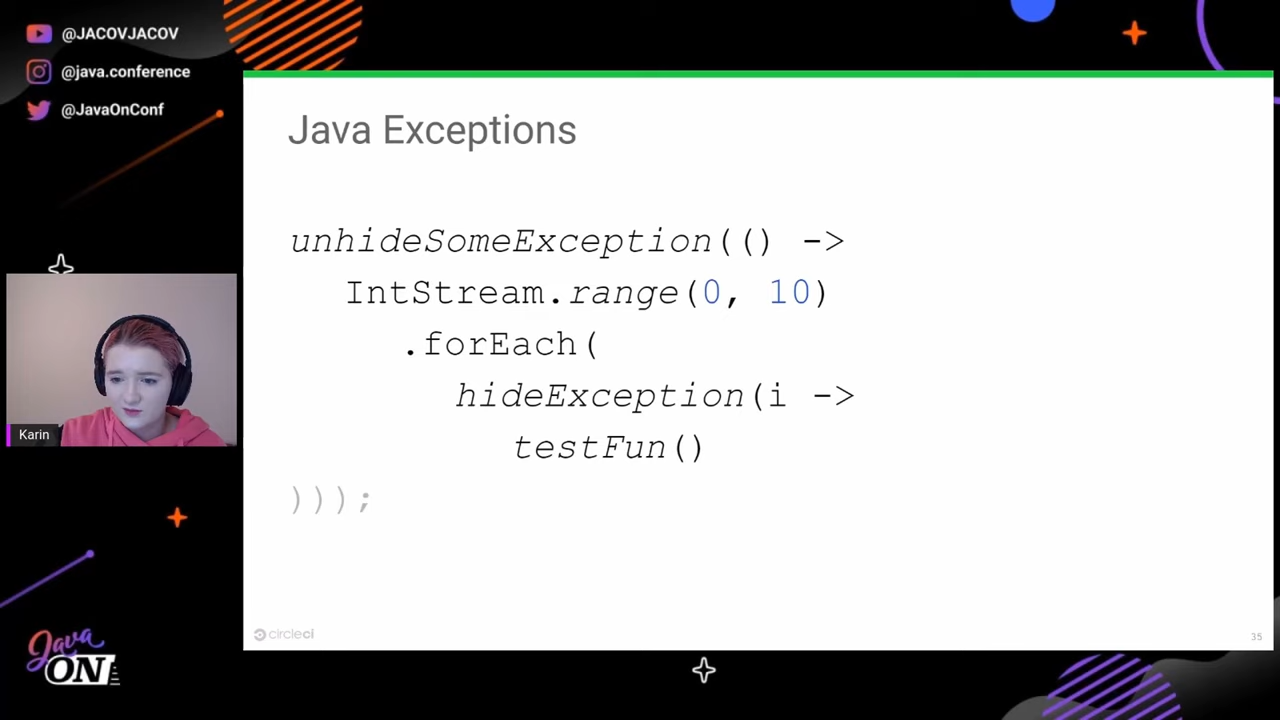 @JACOVJACOV
@java.conference
@JavaOnConf
Java Exceptions
unhideSomeException(() ->
IntStream.range(0, 10)
.forEach(
hideException(i ->
testFun()
)));
Karin
circleci
35
Java
ON